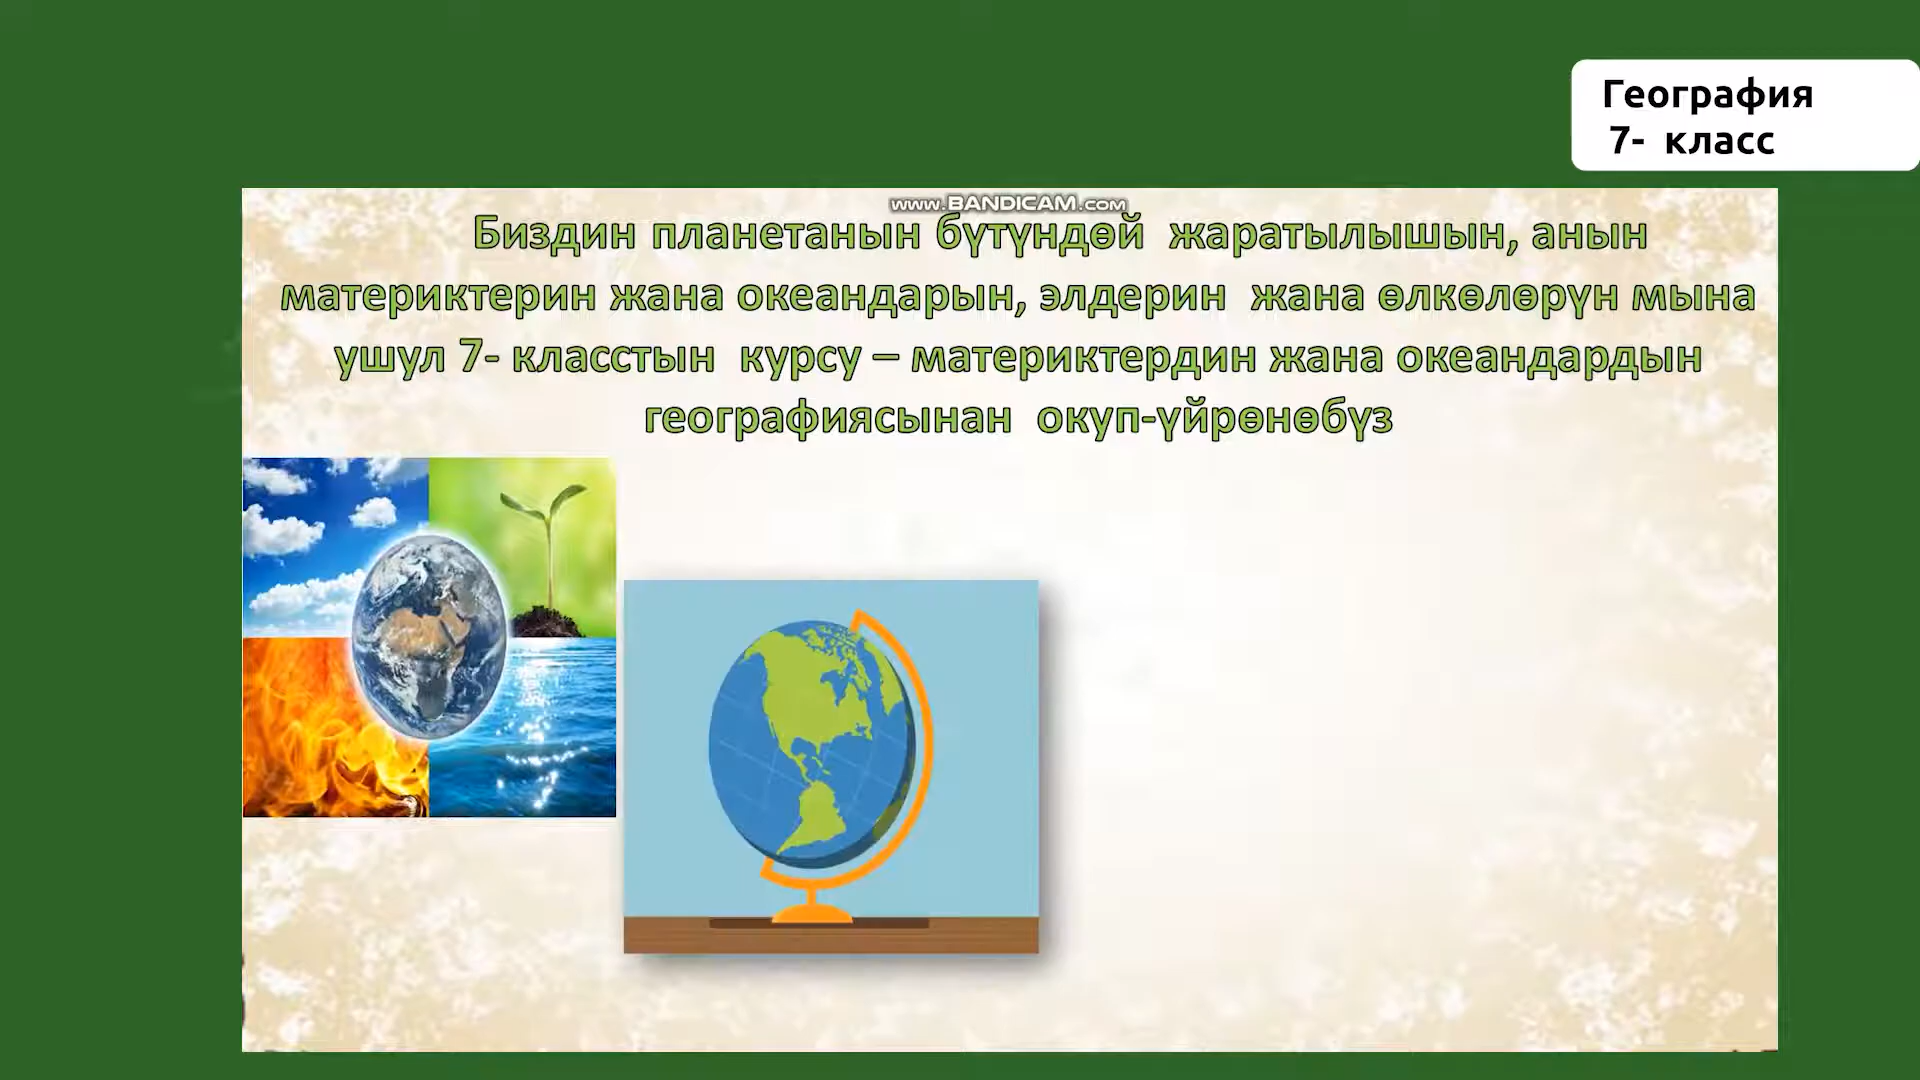 География
7- класс
www.BANDICAM.com
Биздин планетанын бүтүндөй жаратылышын, анын
материктерин жана океандарын, элдерин жана өлкөлөрүн мына
ушул 7- класстын курсу – материктердин жана океандардын
географиясынан окуп-үйрөнөбүз